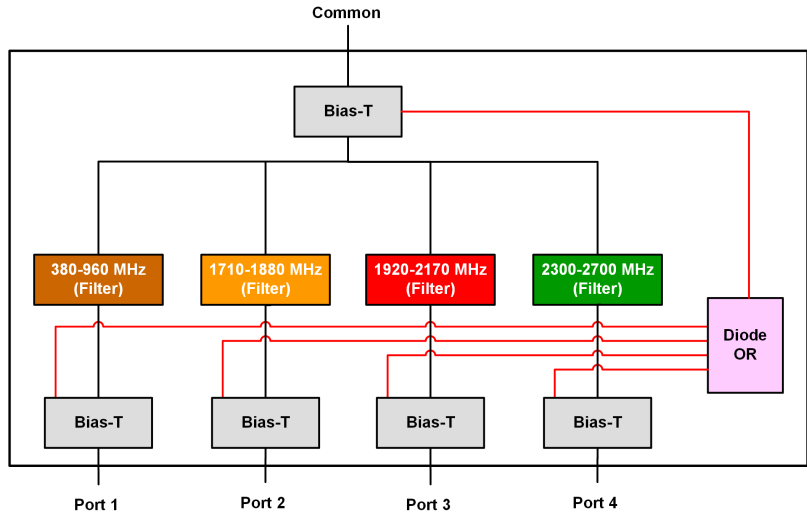 Common
Bias-T
380-960 MHz
(Filter)
1710-1880 MHz
(Filter)
1920-2170 MHz
(Filter)
2300-2700 MHz
(Filter)
Diode
OR
Bias-T
Bias-T
Bias-T
Bias-T
Port 1
Port 2
Port 3
Port 4